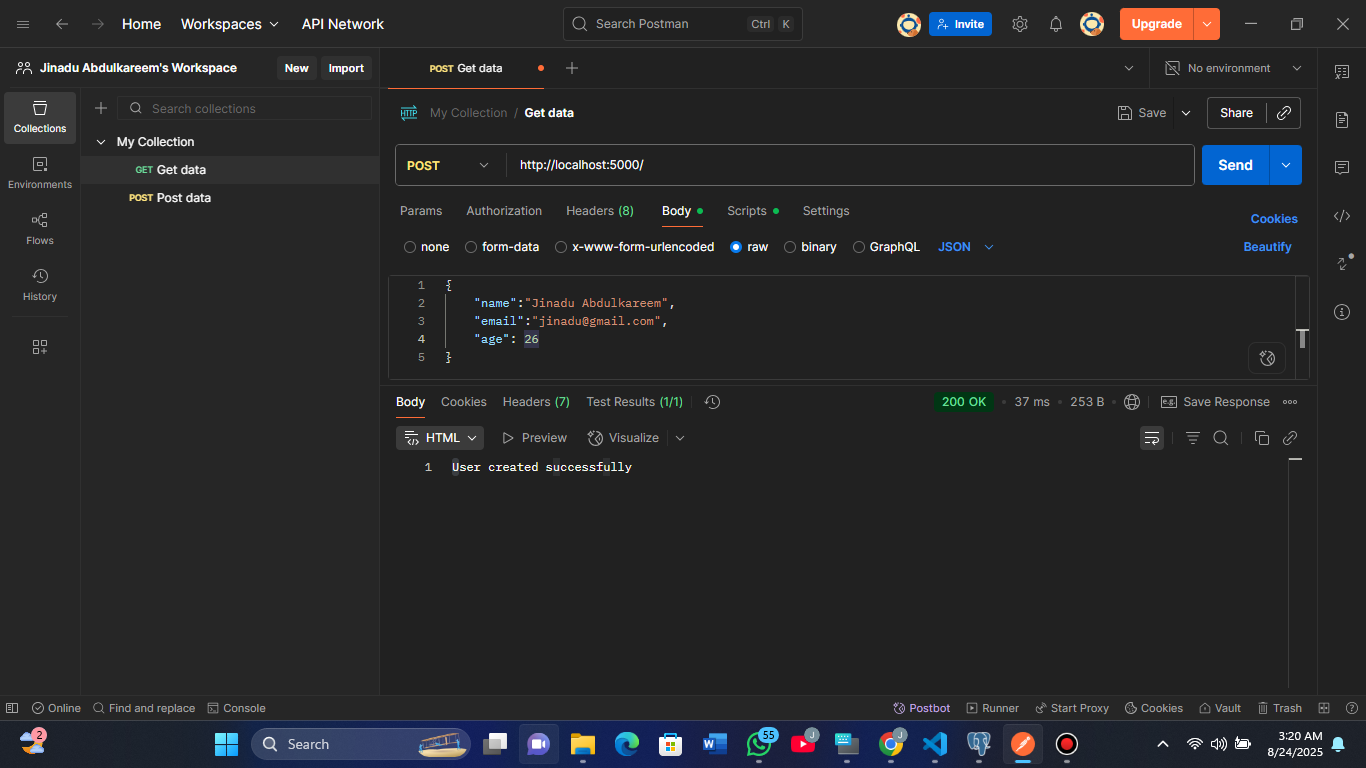 Home Workspaces API Network Search Postman Ctrl K Invite Upgrade
Jinadu Abdulkareem's Workspace New Import POST Get data No environment
Collections
Environments
Flows
History
Search collections
My Collection
GET Get data
POST Post data
HTTP My Collection / Get data Save Share
POST http://localhost:5000/ Send
Params Authorization Headers (8) Body Scripts Settings Cookies
none form-data x-www-form-urlencoded raw binary GraphQL JSON Beautify
1 {
2 "name":"Jinadu Abdulkareem",
3 "email":"jinadu@gmail.com",
4 "age": 26
5 }
Body Cookies Headers (7) Test Results (1/1) 200 OK • 37 ms • 253 B e.g. Save Response
HTML Preview Visualize
1 User created successfully
Online Find and replace Console Postbot Runner Start Proxy Cookies Vault Trash
2 Search 55 J J 3:20 AM
8/24/2025